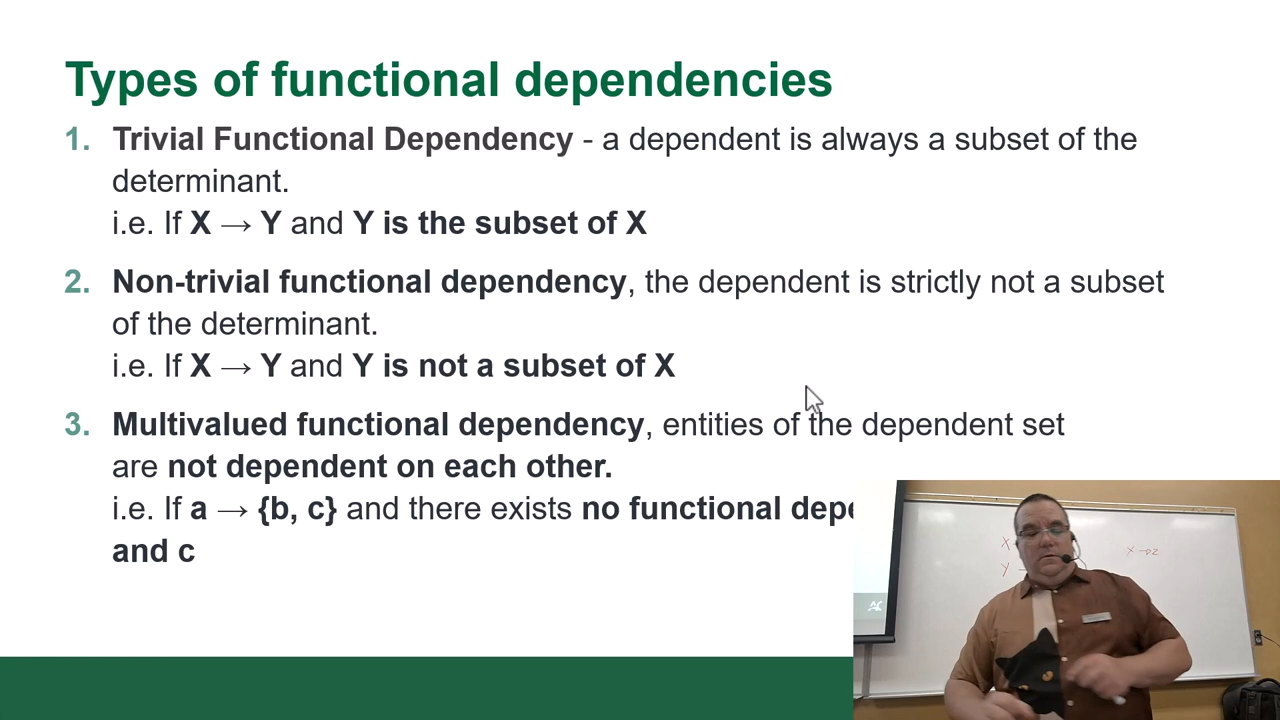 Types of functional dependencies
1. Trivial Functional Dependency - a dependent is always a subset of the
determinant.
i.e. If X → Y and Y is the subset of X
2. Non-trivial functional dependency, the dependent is strictly not a subset
of the determinant.
i.e. If X → Y and Y is not a subset of X
3. Multivalued functional dependency, entities of the dependent set
are not dependent on each other.
i.e. If a → {b, c} and there exists no functional depe
and c
X
X → Z
Y
AC